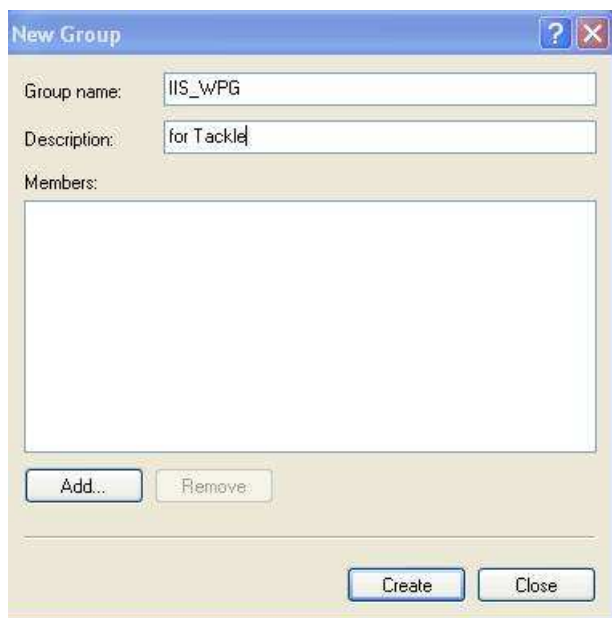 New Group
Group name: IIS_WPG
Description: for Tackle
Members:
Add... Remove
Create Close